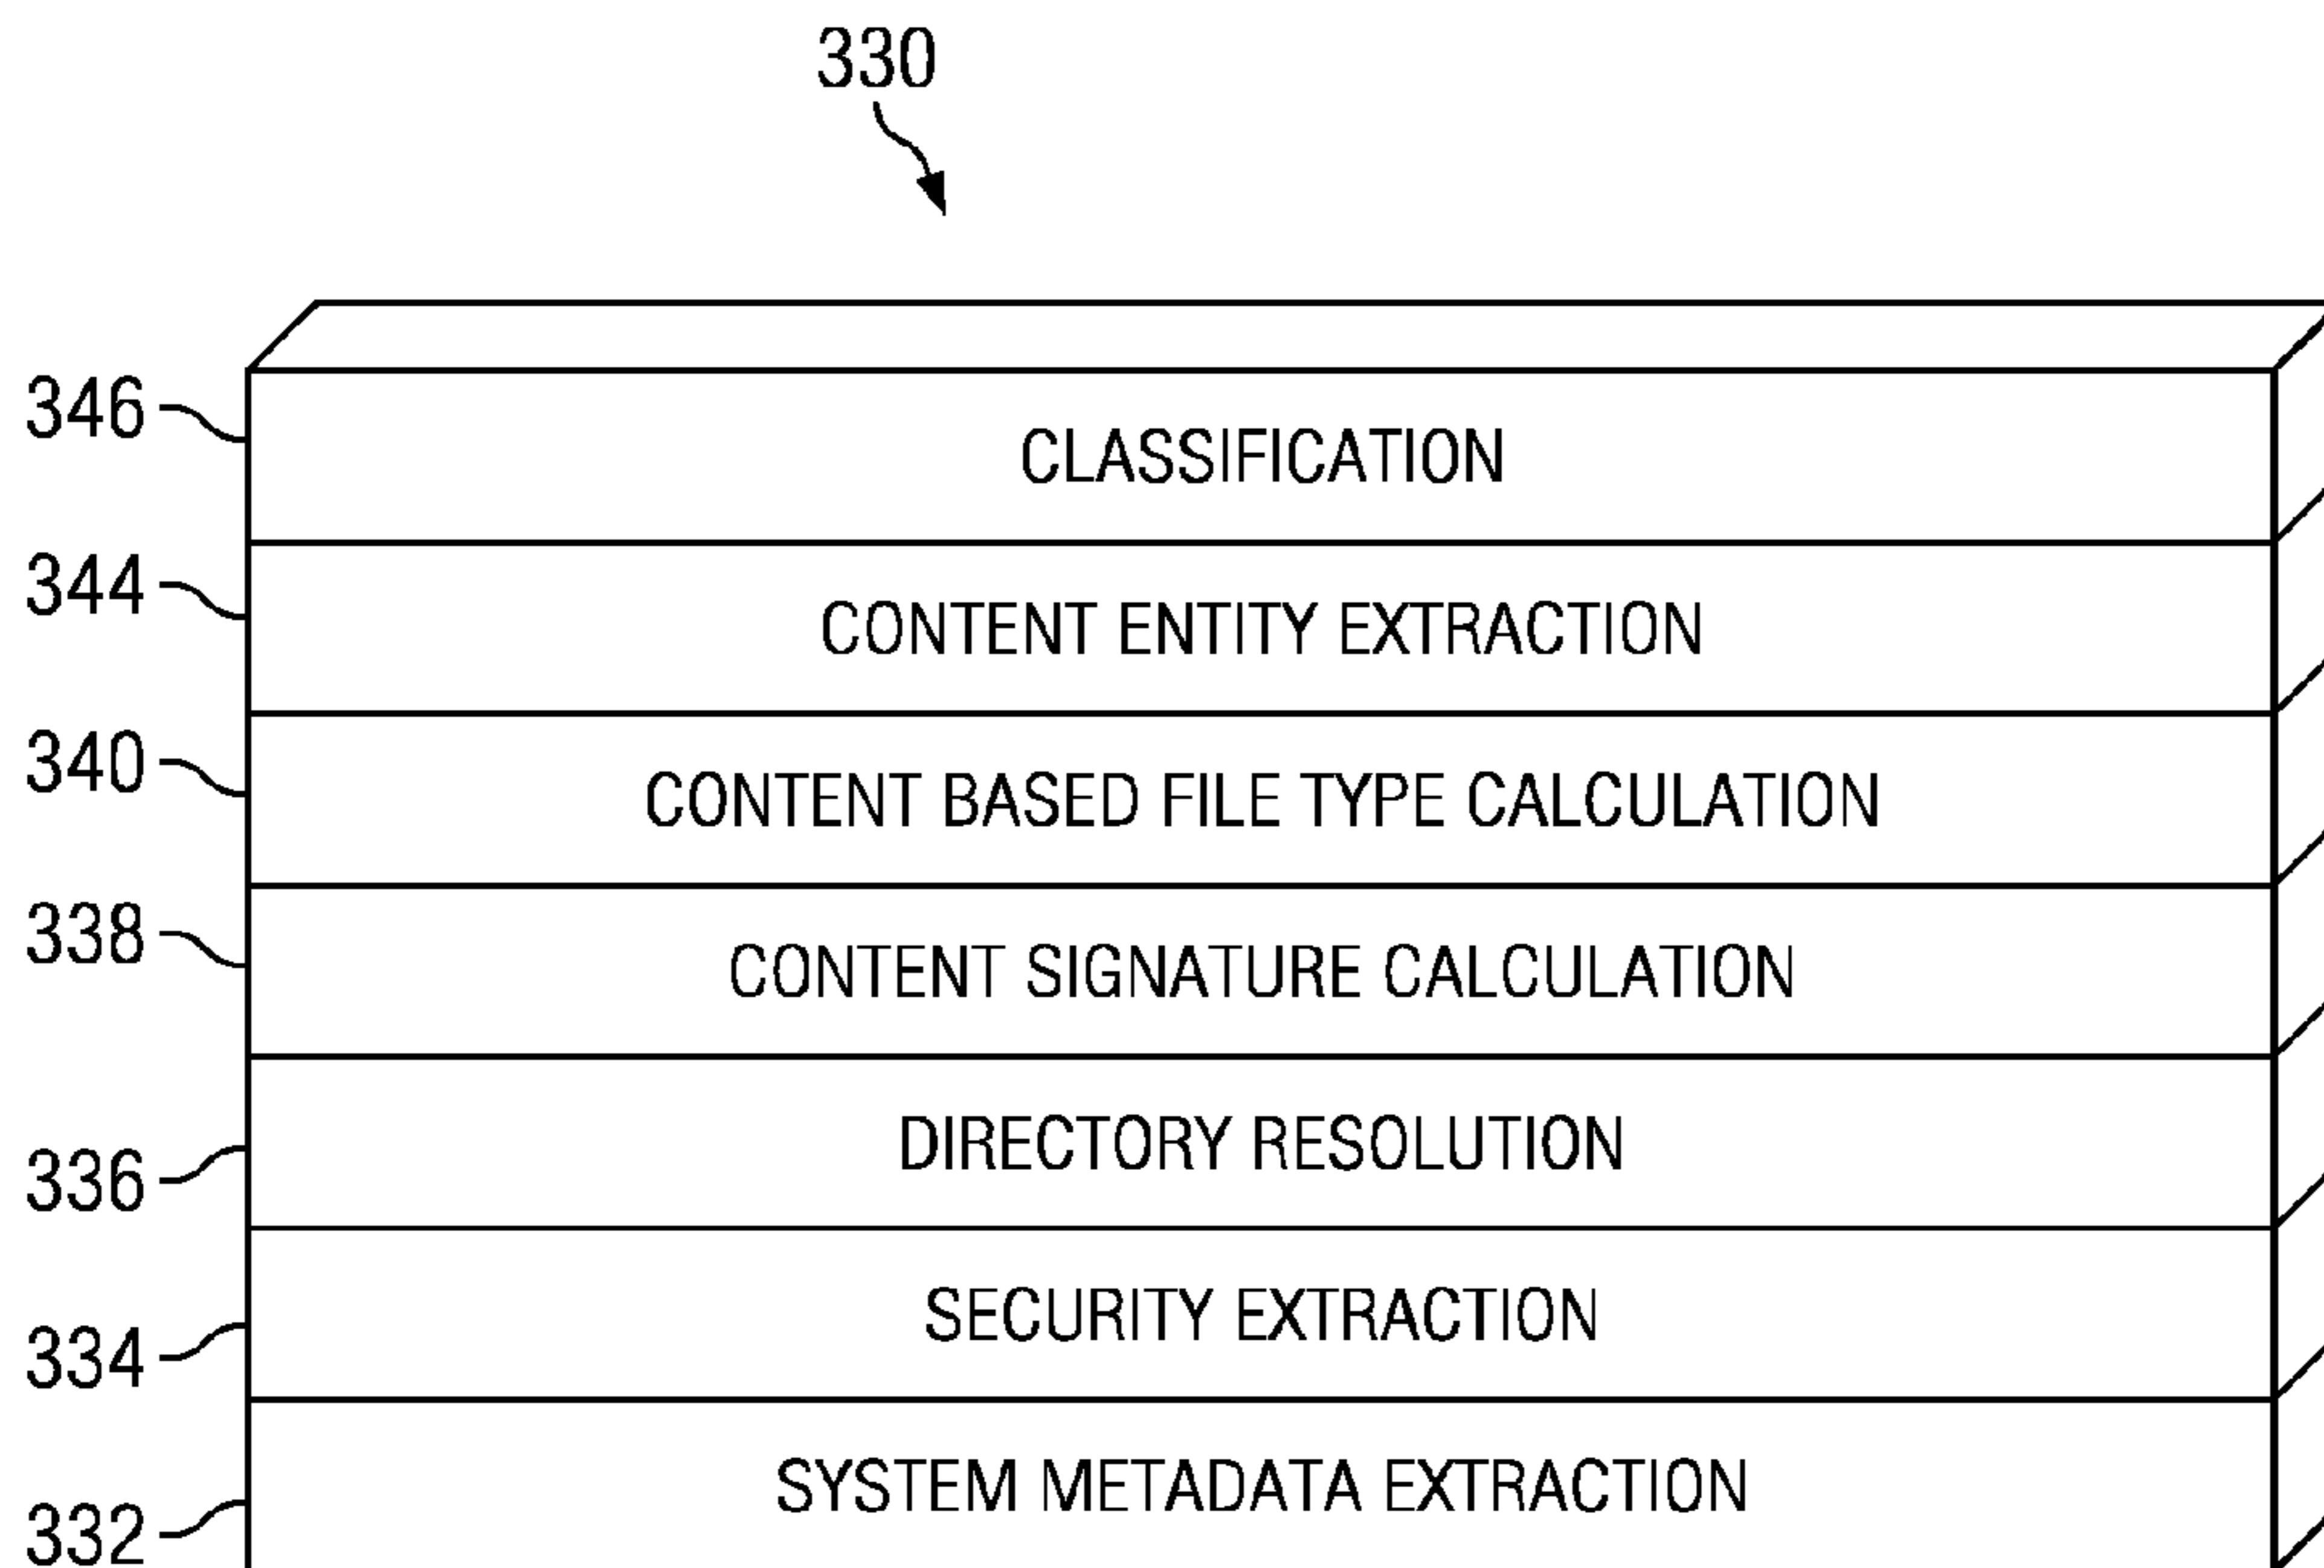 330
346
CLASSIFICATION
344
CONTENT ENTITY EXTRACTION
340
CONTENT BASED FILE TYPE CALCULATION
338
CONTENT SIGNATURE CALCULATION
336
DIRECTORY RESOLUTION
334
SECURITY EXTRACTION
332
SYSTEM METADATA EXTRACTION